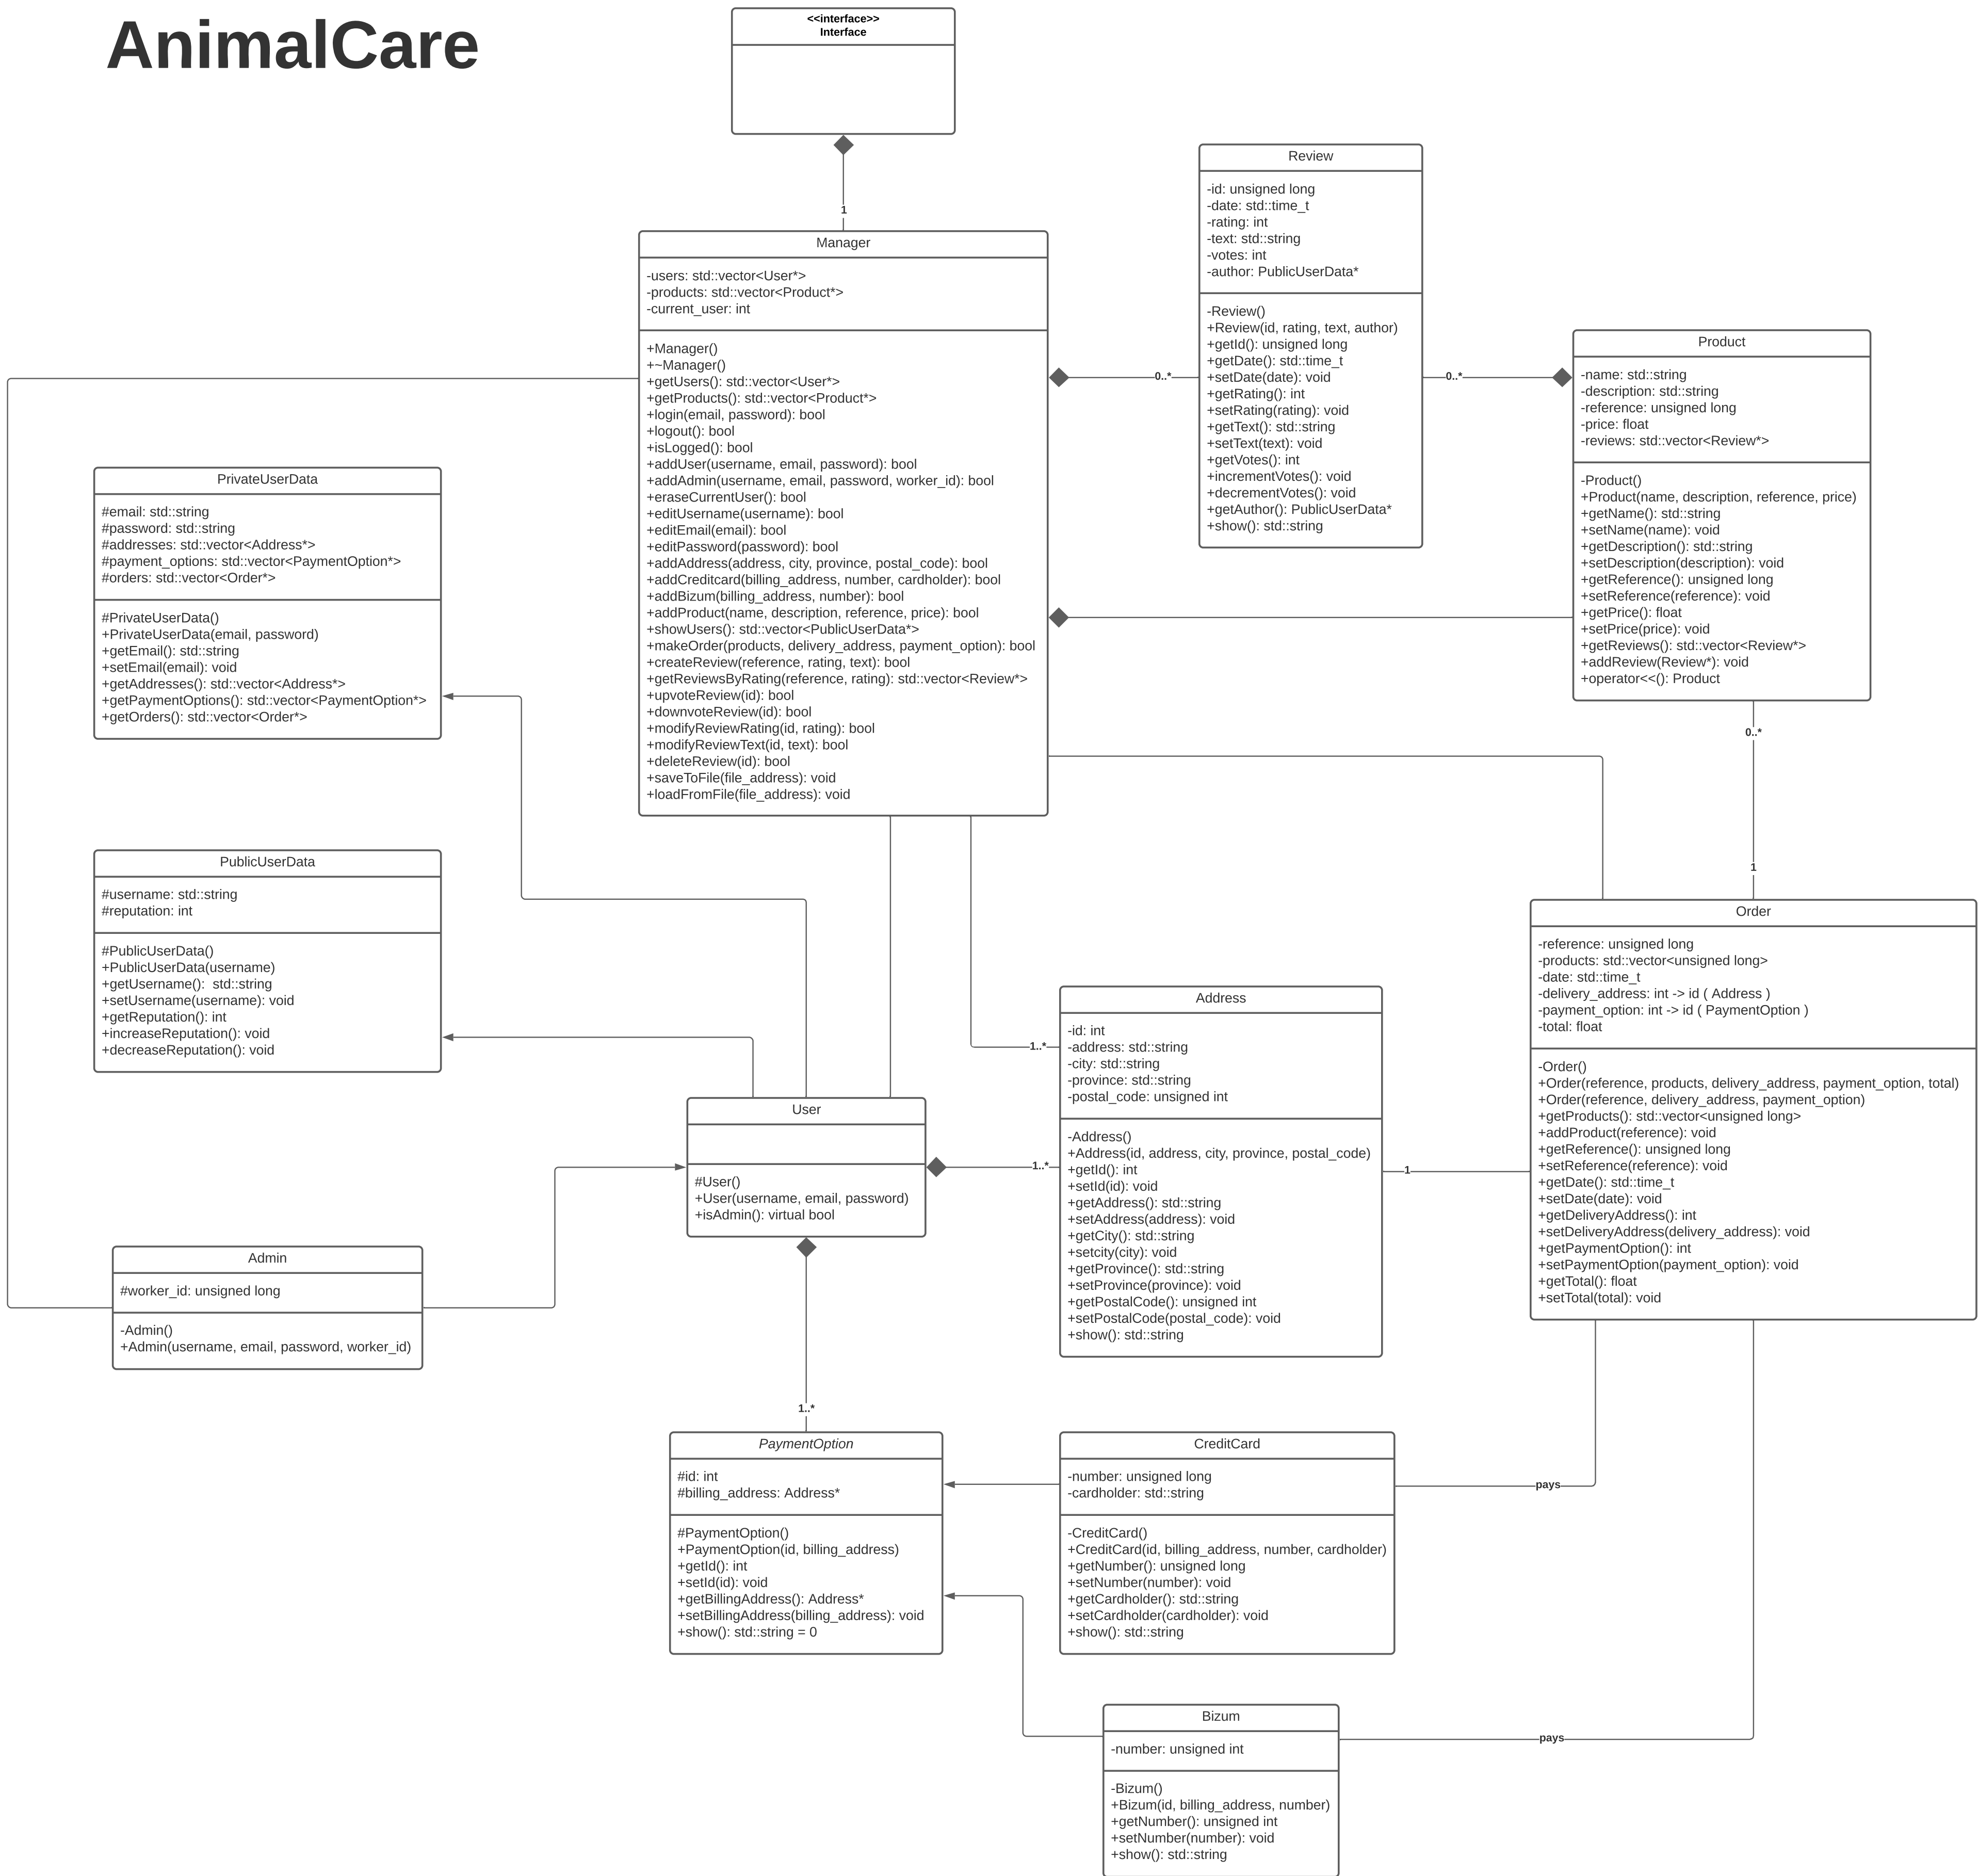 AnimalCare
<<interface>>
Interface
1
Manager
-users: std::vector<User*>
-products: std::vector<Product*>
-current_user: int
+Manager()
+~Manager()
+getUsers(): std::vector<User*>
+getProducts(): std::vector<Product*>
+login(email, password): bool
+logout(): bool
+isLogged(): bool
+addUser(username, email, password): bool
+addAdmin(username, email, password, worker_id): bool
+eraseCurrentUser(): bool
+editUsername(username): bool
+editEmail(email): bool
+editPassword(password): bool
+addAddress(address, city, province, postal_code): bool
+addCreditcard(billing_address, number, cardholder): bool
+addBizum(billing_address, number): bool
+addProduct(name, description, reference, price): bool
+showUsers(): std::vector<PublicUserData*>
+makeOrder(products, delivery_address, payment_option): bool
+createReview(reference, rating, text): bool
+getReviewsByRating(reference, rating): std::vector<Review*>
+upvoteReview(id): bool
+downvoteReview(id): bool
+modifyReviewRating(id, rating): bool
+modifyReviewText(id, text): bool
+deleteReview(id): bool
+saveToFile(file_address): void
+loadFromFile(file_address): void
0..*
Review
-id: unsigned long
-date: std::time_t
-rating: int
-text: std::string
-votes: int
-author: PublicUserData*
-Review()
+Review(id, rating, text, author)
+getId(): unsigned long
+getDate(): std::time_t
+setDate(date): void
+getRating(): int
+setRating(rating): void
+getText(): std::string
+setText(text): void
+getVotes(): int
+incrementVotes(): void
+decrementVotes(): void
+getAuthor(): PublicUserData*
+show(): std::string
0..*
Product
-name: std::string
-description: std::string
-reference: unsigned long
-price: float
-reviews: std::vector<Review*>
-Product()
+Product(name, description, reference, price)
+getName(): std::string
+setName(name): void
+getDescription(): std::string
+setDescription(description): void
+getReference(): unsigned long
+setReference(reference): void
+getPrice(): float
+setPrice(price): void
+getReviews(): std::vector<Review*>
+addReview(Review*): void
+operator<<(): Product
0..*
1
PrivateUserData
#email: std::string
#password: std::string
#addresses: std::vector<Address*>
#payment_options: std::vector<PaymentOption*>
#orders: std::vector<Order*>
#PrivateUserData()
+PrivateUserData(email, password)
+getEmail(): std::string
+setEmail(email): void
+getAddresses(): std::vector<Address*>
+getPaymentOptions(): std::vector<PaymentOption*>
+getOrders(): std::vector<Order*>
PublicUserData
#username: std::string
#reputation: int
#PublicUserData()
+PublicUserData(username)
+getUsername():  std::string
+setUsername(username): void
+getReputation(): int
+increaseReputation(): void
+decreaseReputation(): void
User
#User()
+User(username, email, password)
+isAdmin(): virtual bool
1..*
1..*
Address
-id: int
-address: std::string
-city: std::string
-province: std::string
-postal_code: unsigned int
-Address()
+Address(id, address, city, province, postal_code)
+getId(): int
+setId(id): void
+getAddress(): std::string
+setAddress(address): void
+getCity(): std::string
+setcity(city): void
+getProvince(): std::string
+setProvince(province): void
+getPostalCode(): unsigned int
+setPostalCode(postal_code): void
+show(): std::string
1
Order
-reference: unsigned long
-products: std::vector<unsigned long>
-date: std::time_t
-delivery_address: int -> id ( Address )
-payment_option: int -> id ( PaymentOption )
-total: float
-Order()
+Order(reference, products, delivery_address, payment_option, total)
+Order(reference, delivery_address, payment_option)
+getProducts(): std::vector<unsigned long>
+addProduct(reference): void
+getReference(): unsigned long
+setReference(reference): void
+getDate(): std::time_t
+setDate(date): void
+getDeliveryAddress(): int
+setDeliveryAddress(delivery_address): void
+getPaymentOption(): int
+setPaymentOption(payment_option): void
+getTotal(): float
+setTotal(total): void
Admin
#worker_id: unsigned long
-Admin()
+Admin(username, email, password, worker_id)
1..*
PaymentOption
#id: int
#billing_address: Address*
#PaymentOption()
+PaymentOption(id, billing_address)
+getId(): int
+setId(id): void
+getBillingAddress(): Address*
+setBillingAddress(billing_address): void
+show(): std::string = 0
CreditCard
-number: unsigned long
-cardholder: std::string
-CreditCard()
+CreditCard(id, billing_address, number, cardholder)
+getNumber(): unsigned long
+setNumber(number): void
+getCardholder(): std::string
+setCardholder(cardholder): void
+show(): std::string
pays
Bizum
-number: unsigned int
-Bizum()
+Bizum(id, billing_address, number)
+getNumber(): unsigned int
+setNumber(number): void
+show(): std::string
pays